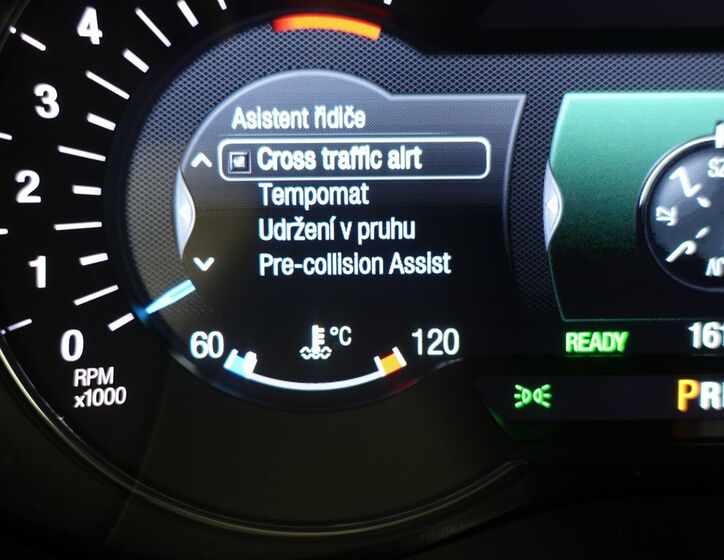 4
3
2
1
0
RPM
x1000
Asistent řidiče
Cross traffic alrt
Tempomat
Udržení v pruhu
Pre-collision Assist
60
°C
120
READY